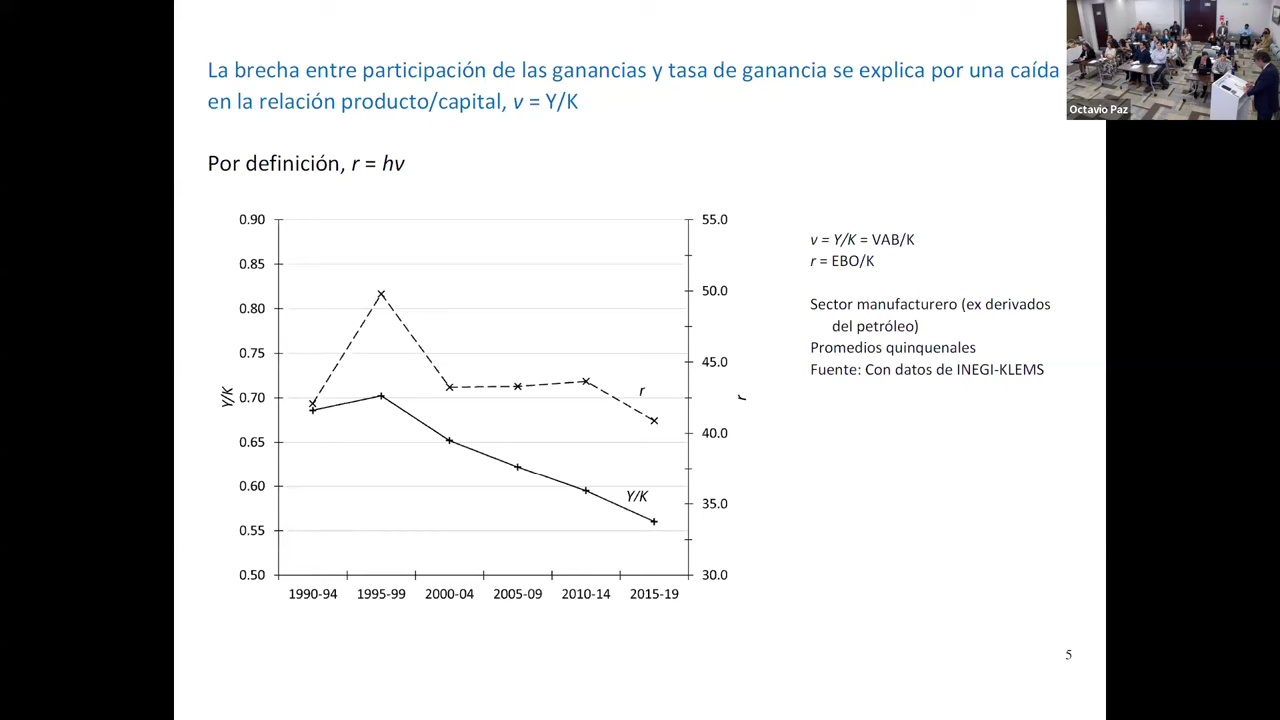 La brecha entre participación de las ganancias y tasa de ganancia se explica por una caída
en la relación producto/capital, v = Y/K
Octavio Paz
Por definición, r = hv
0.90
0.85
0.80
0.75
0.70
0.65
0.60
0.55
0.50
Y/K
55.0
50.0
45.0
40.0
35.0
30.0
r
r
Y/K
1990-94 1995-99 2000-04 2005-09 2010-14 2015-19
v = Y/K = VAB/K
r = EBO/K
Sector manufacturero (ex derivados
del petróleo)
Promedios quinquenales
Fuente: Con datos de INEGI-KLEMS
5